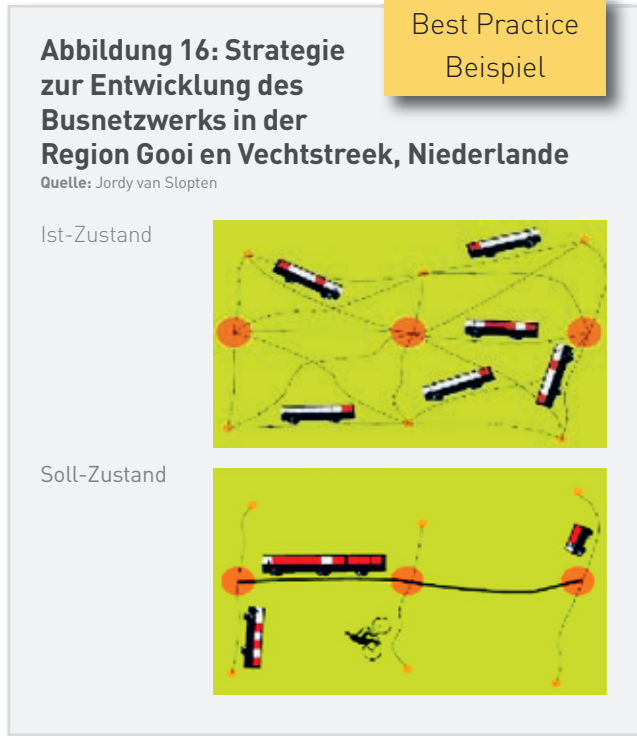 Best Practice
Beispiel
Abbildung 16: Strategie
zur Entwicklung des
Busnetzwerks in der
Region Gooi en Vechtstreek, Niederlande
Quelle: Jordy van Slopten
Ist-Zustand
Soll-Zustand